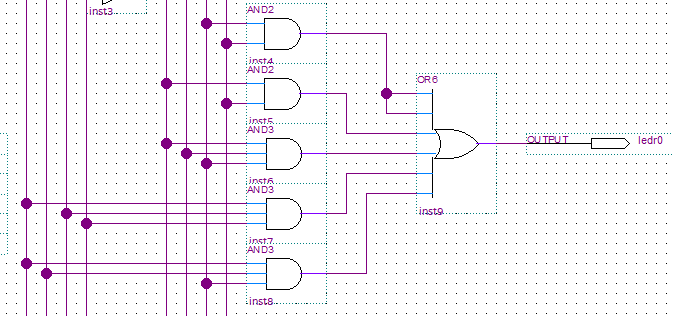 inst3
AND2
inst4
AND2
inst5
AND3
inst6
AND3
inst7
AND3
inst8
OR6
inst9
OUTPUT
ledr0